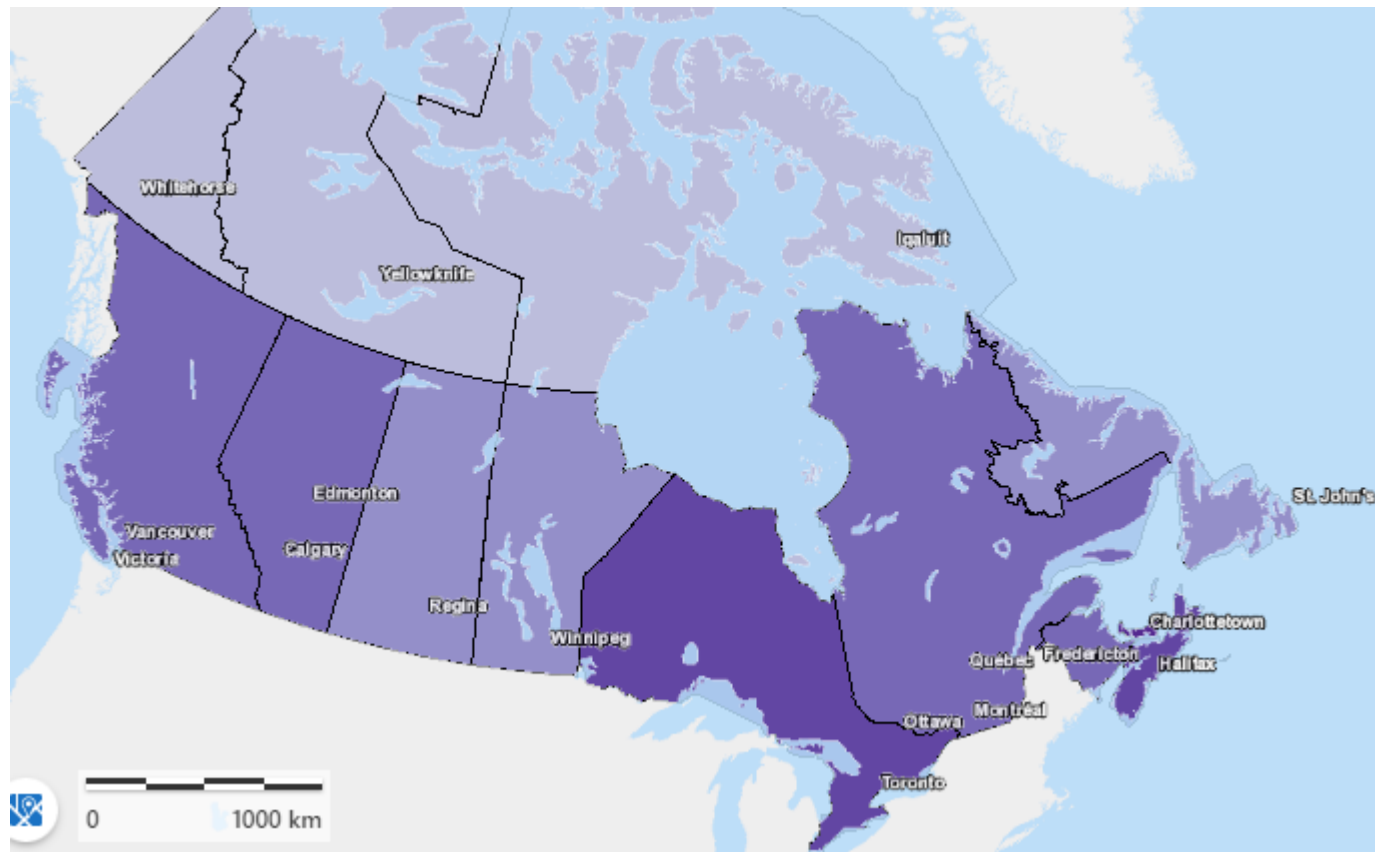 Whitehorse
Iqaluit
Yellowknife
Edmonton
St. John's
Vancouver
Calgary
Victoria
Regina
Charlottetown
Winnipeg
Québec
Fredericton
Halifax
Montréal
Ottawa
Toronto
0
1000 km